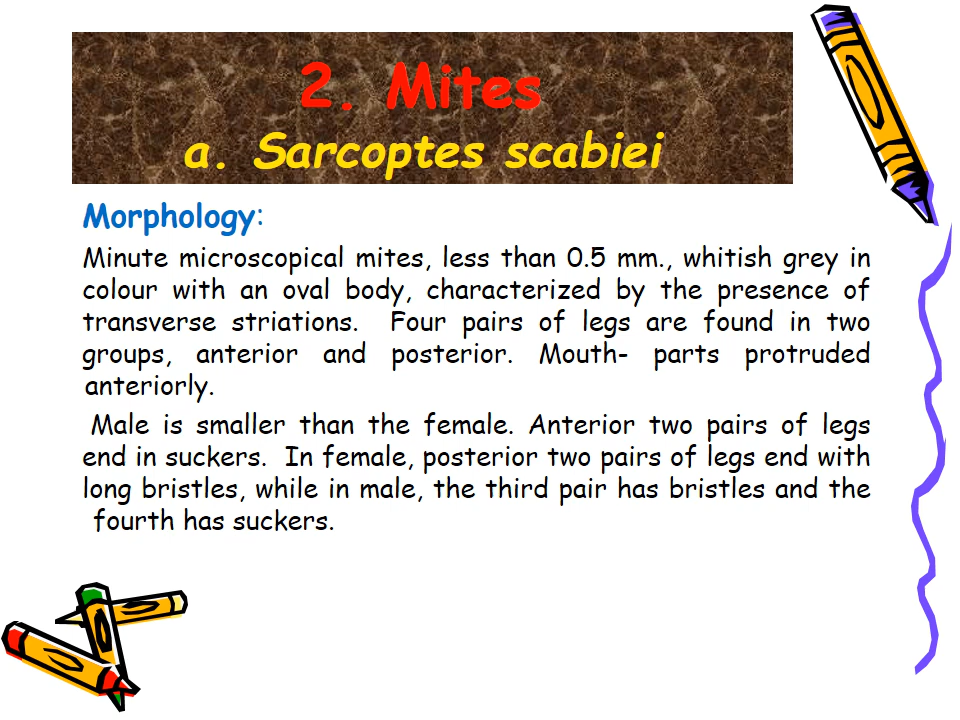 2. Mites
a. Sarcoptes scabiei
Morphology:
Minute microscopical mites, less than 0.5 mm., whitish grey in
colour with an oval body, characterized by the presence of
transverse striations. Four pairs of legs are found in two
groups, anterior and posterior. Mouth- parts protruded
anteriorly.
Male is smaller than the female. Anterior two pairs of legs
end in suckers. In female, posterior two pairs of legs end with
long bristles, while in male, the third pair has bristles and the
fourth has suckers.